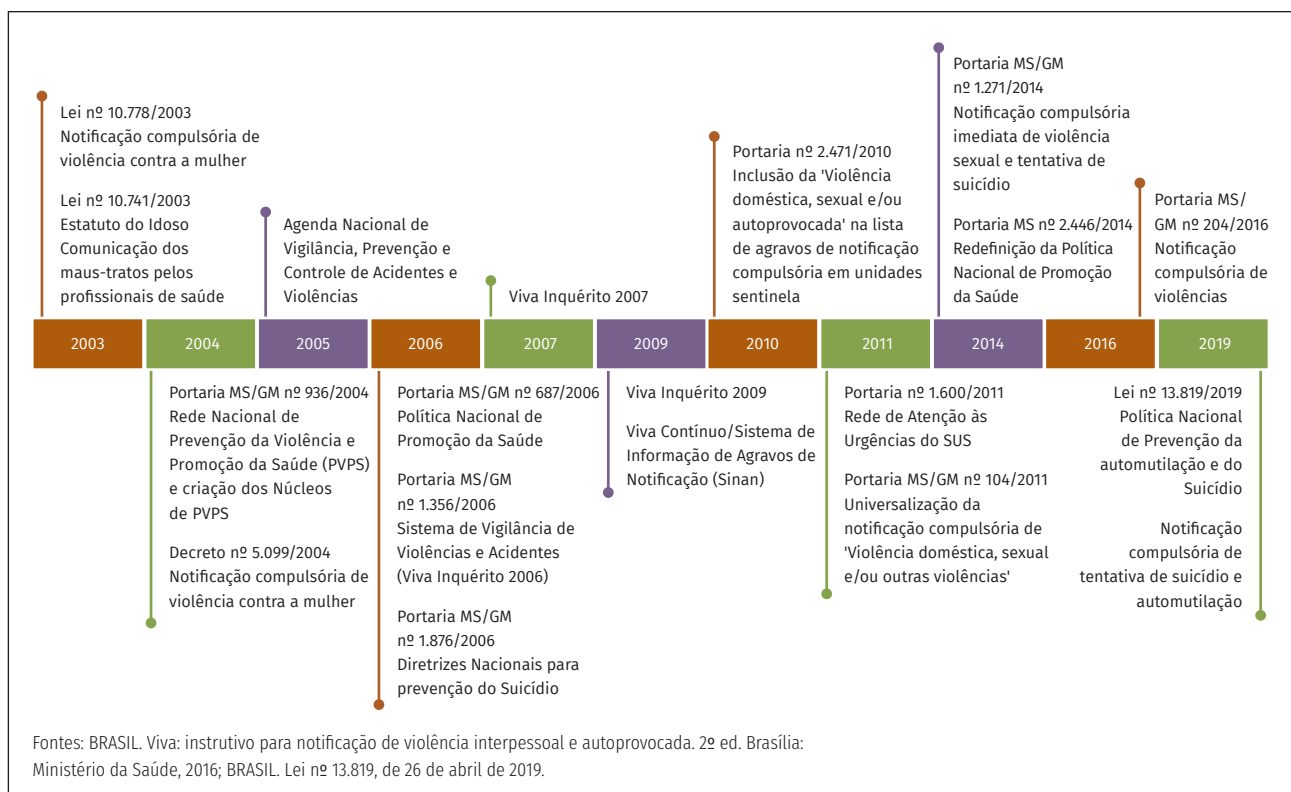 Lei nº 10.778/2003
Notificação compulsória de
violência contra a mulher
Lei nº 10.741/2003
Estatuto do Idoso
Comunicação dos
maus-tratos pelos
profissionais de saúde
Agenda Nacional de
Vigilância, Prevenção e
Controle de Acidentes e
Violências
Viva Inquérito 2007
Portaria nº 2.471/2010
Inclusão da 'Violência
doméstica, sexual e/ou
autoprovocada' na lista
de agravos de notificação
compulsória em unidades
sentinela
Portaria MS/GM
nº 1.271/2014
Notificação compulsória
imediata de violência
sexual e tentativa de
suicídio
Portaria MS nº 2.446/2014
Redefinição da Política
Nacional de Promoção
da Saúde
Portaria MS/
GM nº 204/2016
Notificação
compulsória de
violências
2003
2004
2005
2006
2007
2009
2010
2011
2014
2016
2019
Portaria MS/GM nº 936/2004
Rede Nacional de
Prevenção da Violência e
Promoção da Saúde (PVPS)
e criação dos Núcleos
de PVPS
Decreto nº 5.099/2004
Notificação compulsória de
violência contra a mulher
Portaria MS/GM nº 687/2006
Política Nacional de
Promoção da Saúde
Portaria MS/GM
nº 1.356/2006
Sistema de Vigilância de
Violências e Acidentes
(Viva Inquérito 2006)
Portaria MS/GM
nº 1.876/2006
Diretrizes Nacionais para
prevenção do Suicídio
Viva Inquérito 2009
Viva Contínuo/Sistema de
Informação de Agravos de
Notificação (Sinan)
Portaria nº 1.600/2011
Rede de Atenção às
Urgências do SUS
Portaria MS/GM nº 104/2011
Universalização da
notificação compulsória de
'Violência doméstica, sexual
e/ou outras violências'
Lei nº 13.819/2019
Política Nacional
de Prevenção da
automutilação e do
Suicídio
Notificação
compulsória de
tentativa de suicídio e
automutilação
Fontes: BRASIL. Viva: instrutivo para notificação de violência interpessoal e autoprovocada. 2º ed. Brasília:
Ministério da Saúde, 2016; BRASIL. Lei nº 13.819, de 26 de abril de 2019.